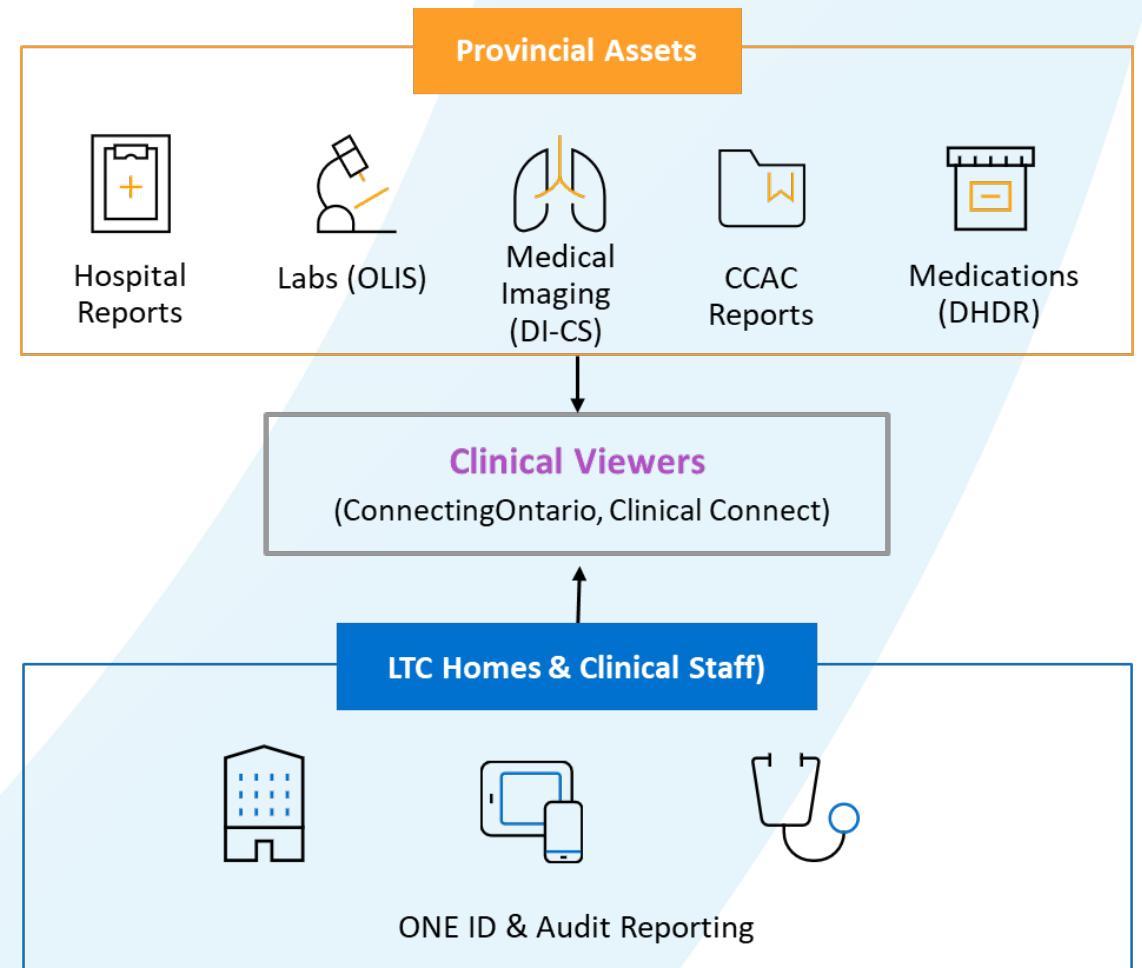 Provincial Assets
Hospital
Reports
Labs (OLIS)
Medical
Imaging
(DI-CS)
CCAC
Reports
Medications
(DHDR)
Clinical Viewers
(ConnectingOntario, Clinical Connect)
LTC Homes & Clinical Staff)
ONE ID & Audit Reporting